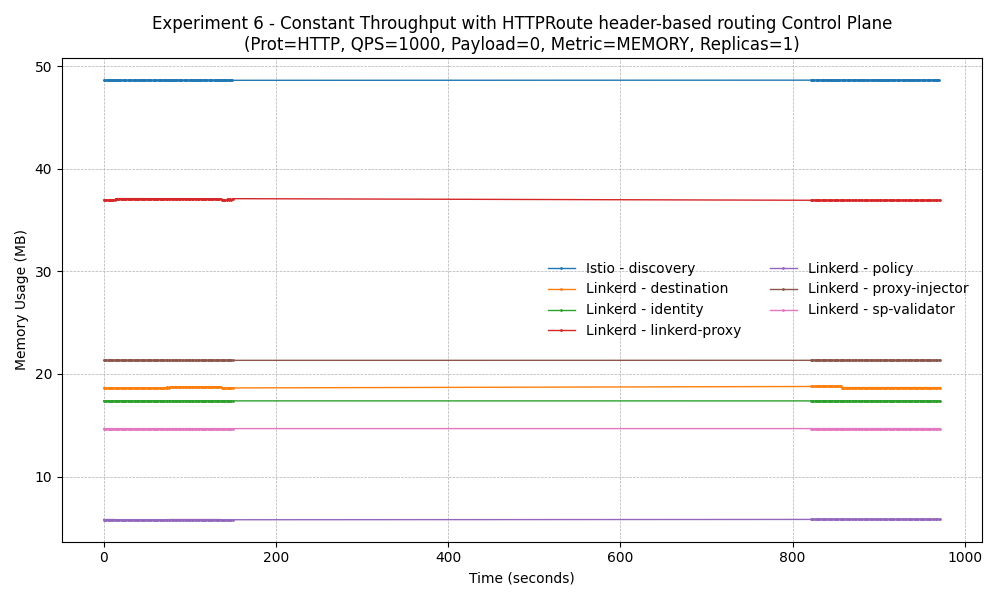 Experiment 6 - Constant Throughput with HTTPRoute header-based routing Control Plane
(Prot=HTTP, QPS=1000, Payload=0, Metric=MEMORY, Replicas=1)
50
40
30
20
10
Memory Usage (MB)
Istio - discovery
Linkerd - destination
Linkerd - identity
Linkerd - linkerd-proxy
Linkerd - policy
Linkerd - proxy-injector
Linkerd - sp-validator
0
200
400
600
800
1000
Time (seconds)